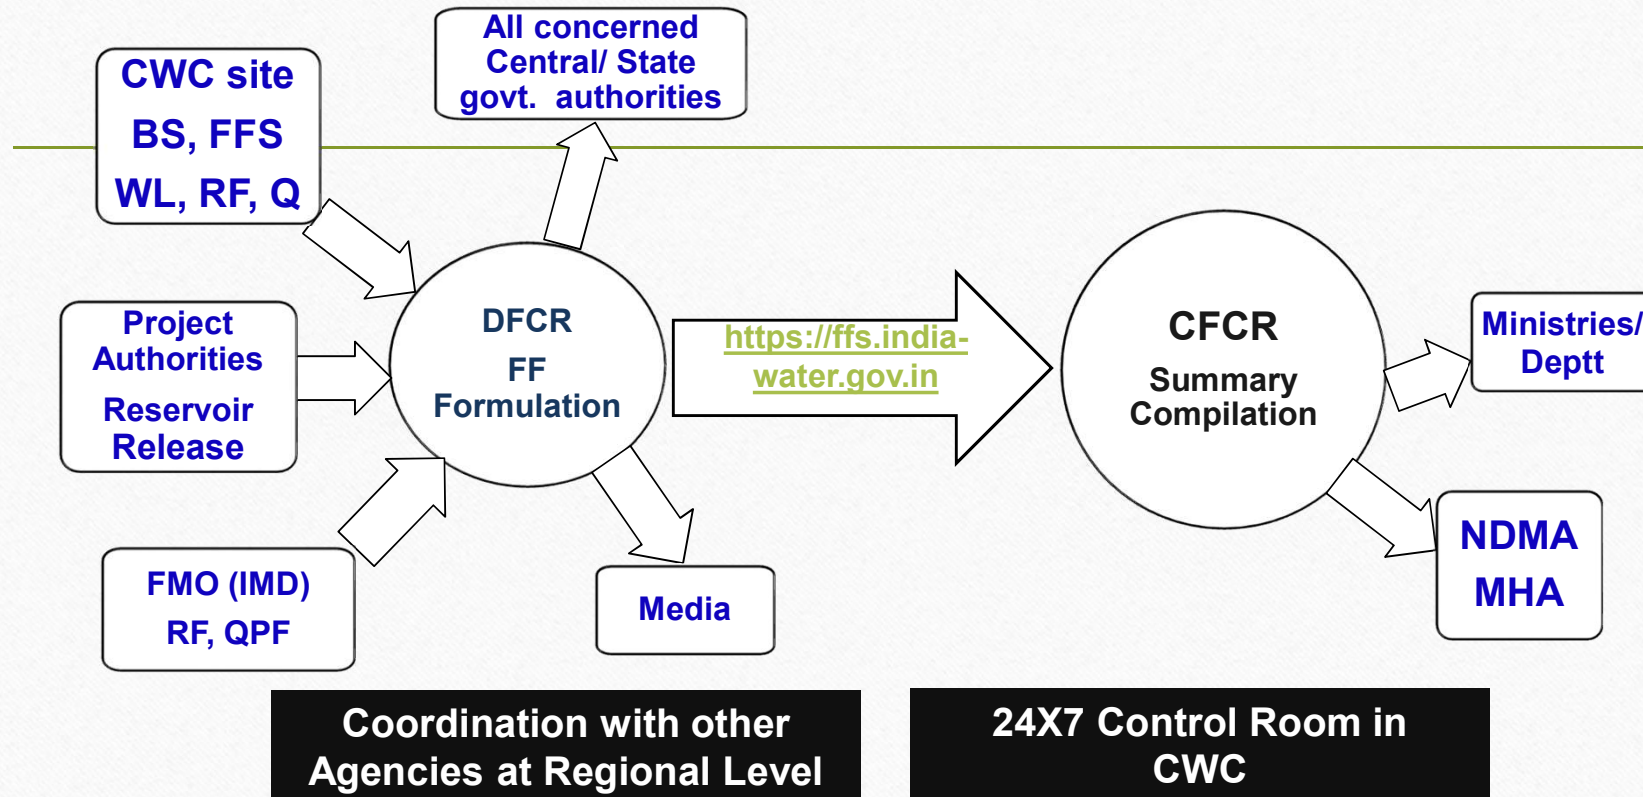 All concerned
Central/ State
govt. authorities
CWC site
BS, FFS
WL, RF, Q
Project
Authorities
Reservoir
Release
FMO (IMD)
RF, QPF
DFCR
FF
Formulation
Media
https://ffs.india-
water.gov.in
CFCR
Summary
Compilation
Ministries/
Deptt
NDMA
MHA
Coordination with other
Agencies at Regional Level
24X7 Control Room in
CWC